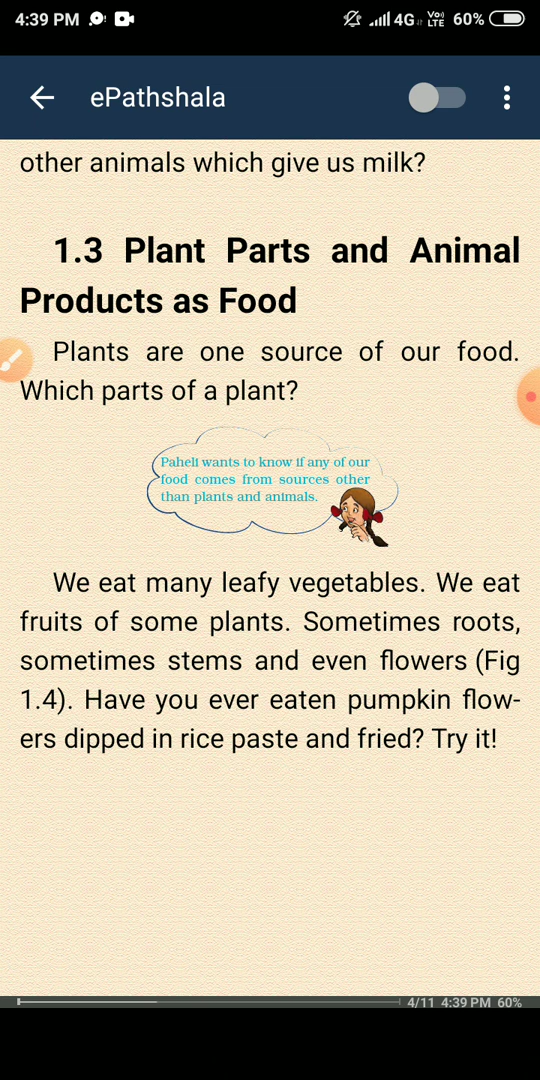 4:39 PM 4G Vo) LTE 60%
ePathshala
other animals which give us milk?
1.3 Plant Parts and Animal
Products as Food
Plants are one source of our food.
Which parts of a plant?
Paheli wants to know if any of our
food comes from sources other
than plants and animals.
We eat many leafy vegetables. We eat
fruits of some plants. Sometimes roots,
sometimes stems and even flowers (Fig
1.4). Have you ever eaten pumpkin flow-
ers dipped in rice paste and fried? Try it!
4/11 4:39 PM 60%